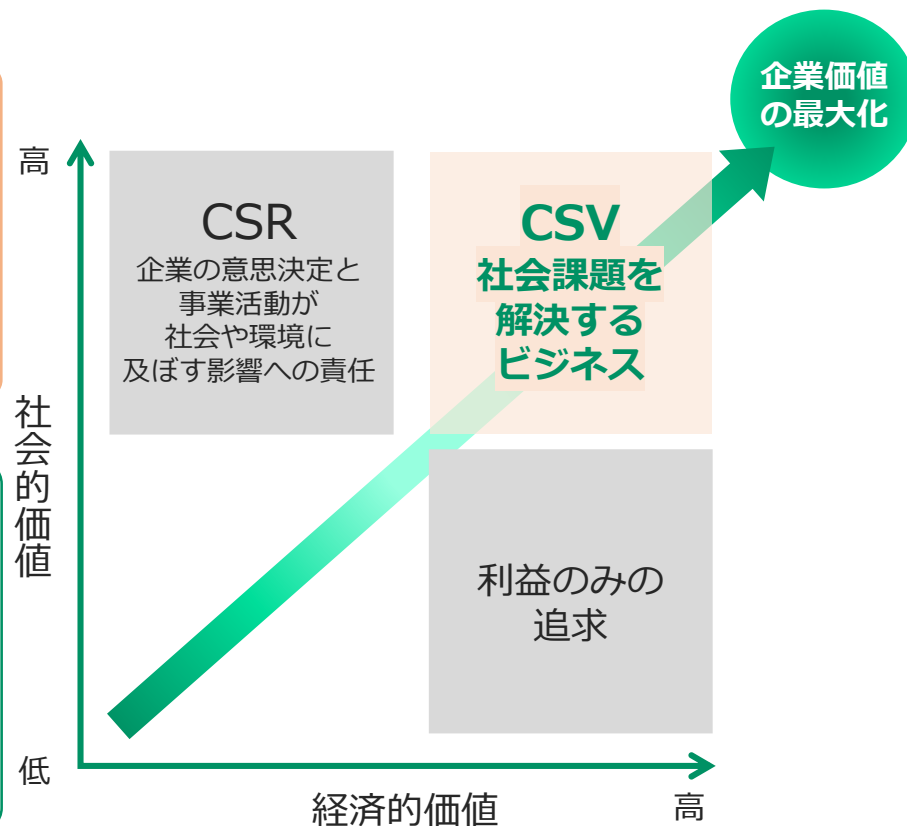 企業価値
の最大化
高
CSR
企業の意思決定と
事業活動が
社会や環境に
及ぼす影響への責任
CSV
社会課題を
解決する
ビジネス
社会的価値
利益のみの
追求
低
経済的価値
高